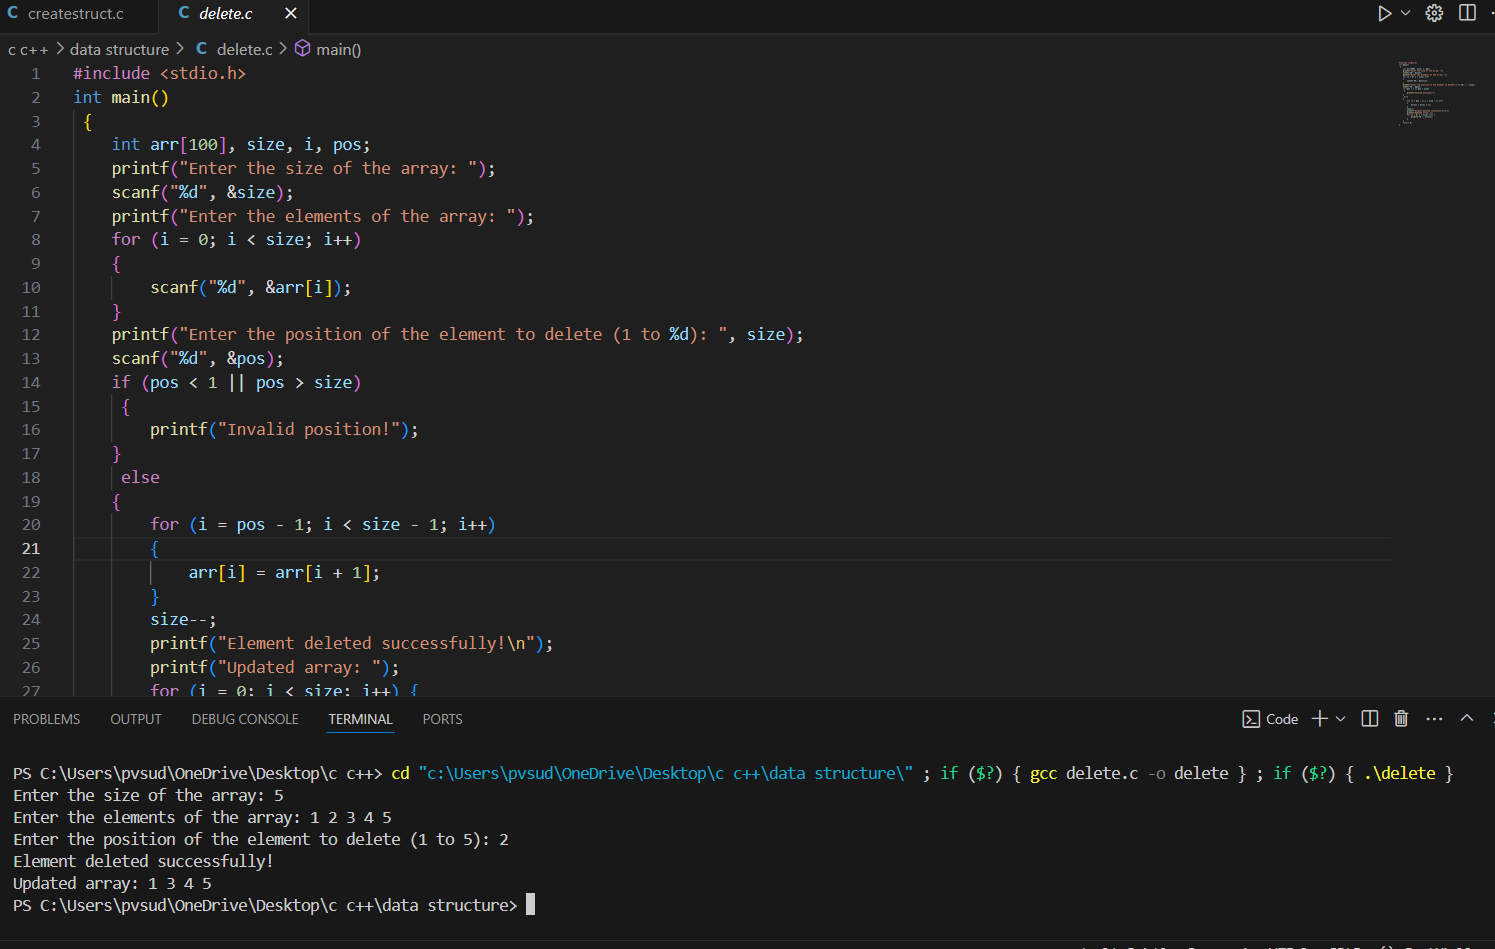 C createstruct.c C delete.c ×
c c++ > data structure > C delete.c > main()
1 #include <stdio.h>
2 int main()
3 {
4 int arr[100], size, i, pos;
5 printf("Enter the size of the array: ");
6 scanf("%d", &size);
7 printf("Enter the elements of the array: ");
8 for (i = 0; i < size; i++)
9 {
10 scanf("%d", &arr[i]);
11 }
12 printf("Enter the position of the element to delete (1 to %d): ", size);
13 scanf("%d", &pos);
14 if (pos < 1 || pos > size)
15 {
16 printf("Invalid position!");
17 }
18 else
19 {
20 for (i = pos - 1; i < size - 1; i++)
21 {
22 arr[i] = arr[i + 1];
23 }
24 size--;
25 printf("Element deleted successfully!\n");
26 printf("Updated array: ");
27 for (i = 0; i < size; i++) {
PROBLEMS OUTPUT DEBUG CONSOLE TERMINAL PORTS Code
PS C:\Users\pvsud\OneDrive\Desktop\c c++> cd "c:\Users\pvsud\OneDrive\Desktop\c c++\data structure\" ; if ($?) { gcc delete.c -o delete } ; if ($?) { .\delete }
Enter the size of the array: 5
Enter the elements of the array: 1 2 3 4 5
Enter the position of the element to delete (1 to 5): 2
Element deleted successfully!
Updated array: 1 3 4 5
PS C:\Users\pvsud\OneDrive\Desktop\c c++\data structure>